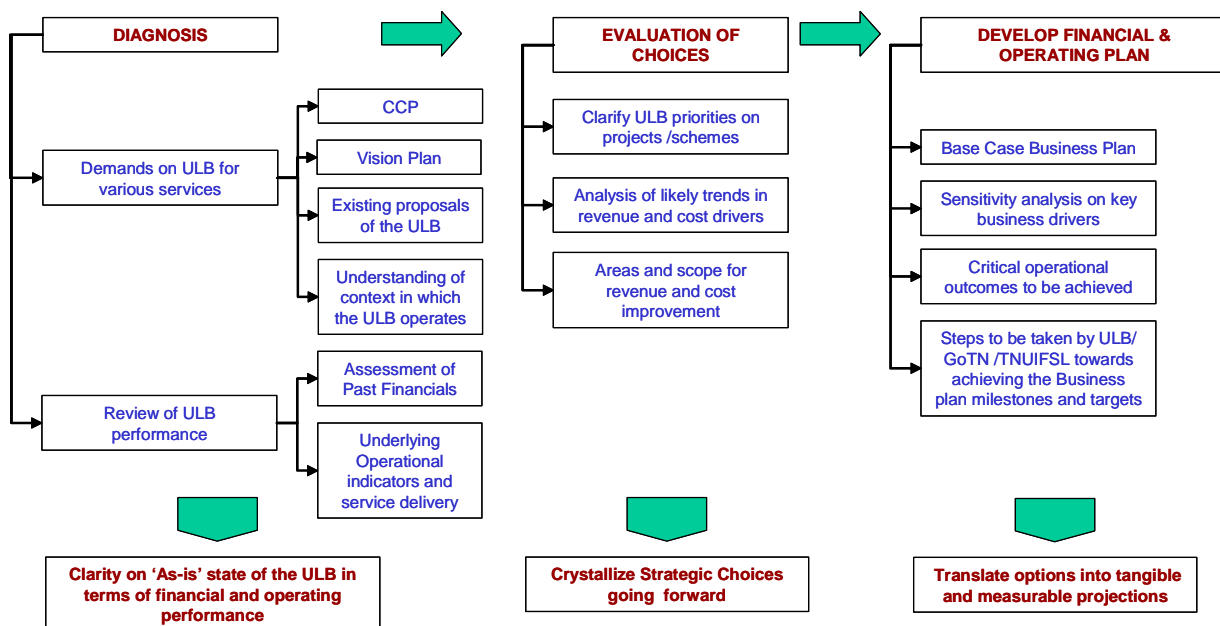 DIAGNOSIS
Demands on ULB for
various services
CCP
Vision Plan
Existing proposals
of the ULB
Understanding of
context in which
the ULB operates
Review of ULB
performance
Assessment of
Past Financials
Underlying
Operational
indicators and
service delivery
Clarity on ‘As-is’ state of the ULB in
terms of financial and operating
performance
EVALUATION OF
CHOICES
Clarify ULB priorities on
projects /schemes
Analysis of likely trends in
revenue and cost drivers
Areas and scope for
revenue and cost
improvement
Crystallize Strategic Choices
going forward
DEVELOP FINANCIAL &
OPERATING PLAN
Base Case Business Plan
Sensitivity analysis on key
business drivers
Critical operational
outcomes to be achieved
Steps to be taken by ULB/
GoTN /TNUIFSL towards
achieving the Business
plan milestones and targets
Translate options into tangible
and measurable projections